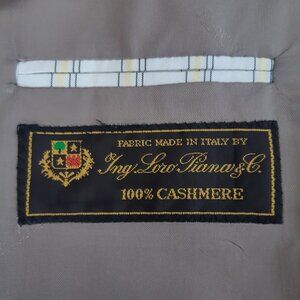 FABRIC MADE IN ITALY BY
Ing. Loro Piana & C.
100% CASHMERE